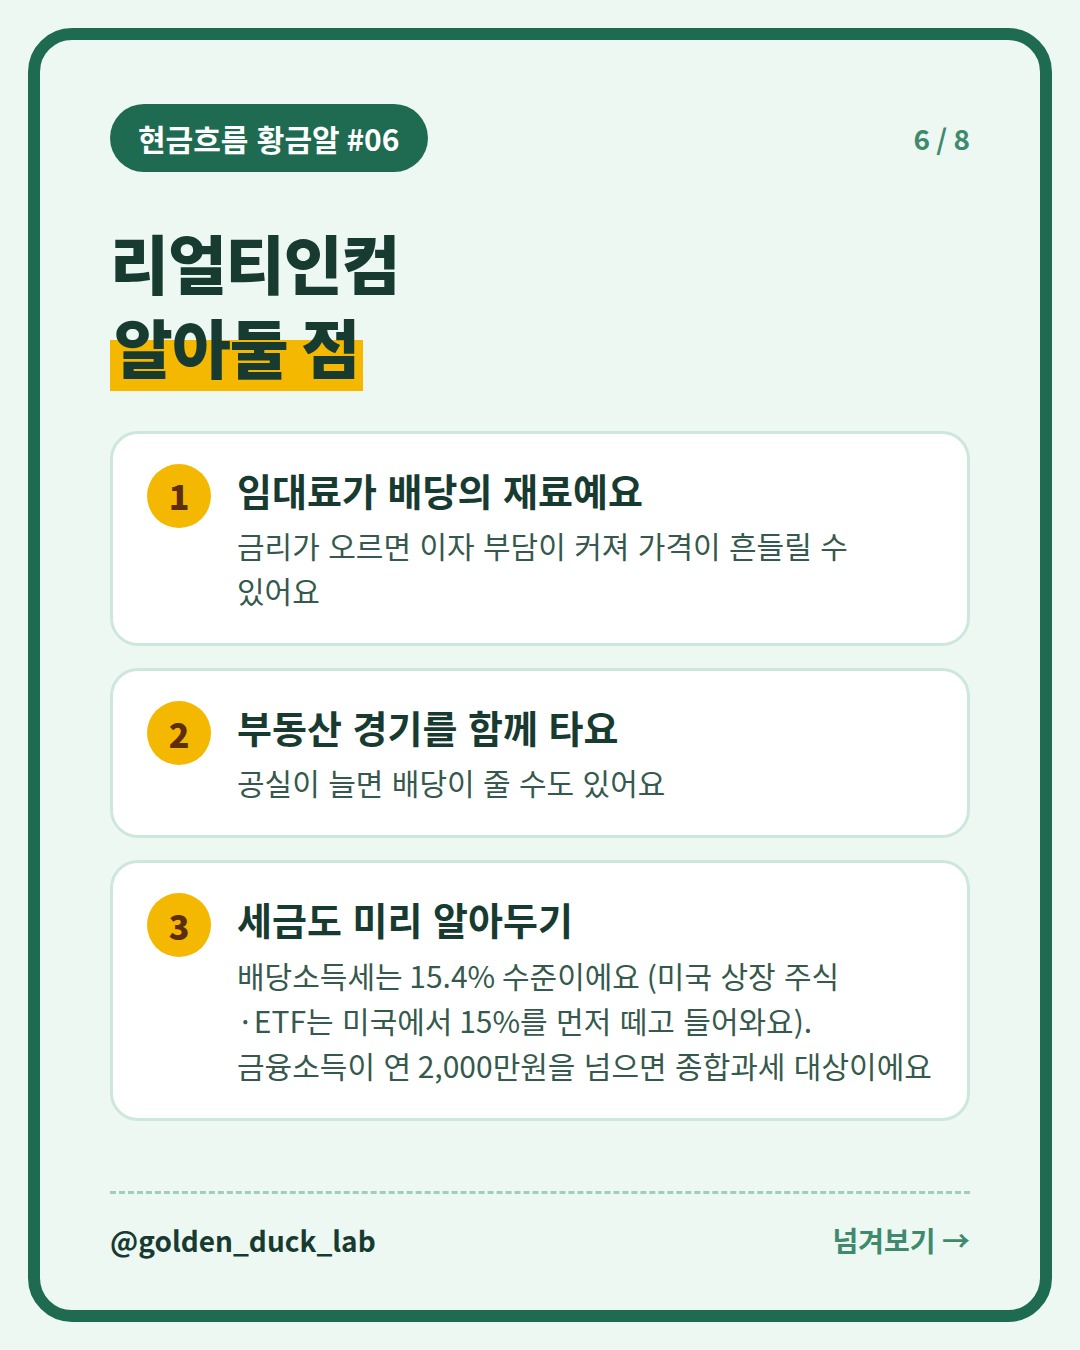 현금흐름 황금알 #06
6 / 8
리얼티인컴
알아둘 점
1
임대료가 배당의 재료예요
금리가 오르면 이자 부담이 커져 가격이 흔들릴 수
있어요
2
부동산 경기를 함께 타요
공실이 늘면 배당이 줄 수도 있어요
3
세금도 미리 알아두기
배당소득세는 15.4% 수준이에요 (미국 상장 주식
·ETF는 미국에서 15%를 먼저 떼고 들어와요).
금융소득이 연 2,000만원을 넘으면 종합과세 대상이에요
@golden_duck_lab
넘겨보기 →